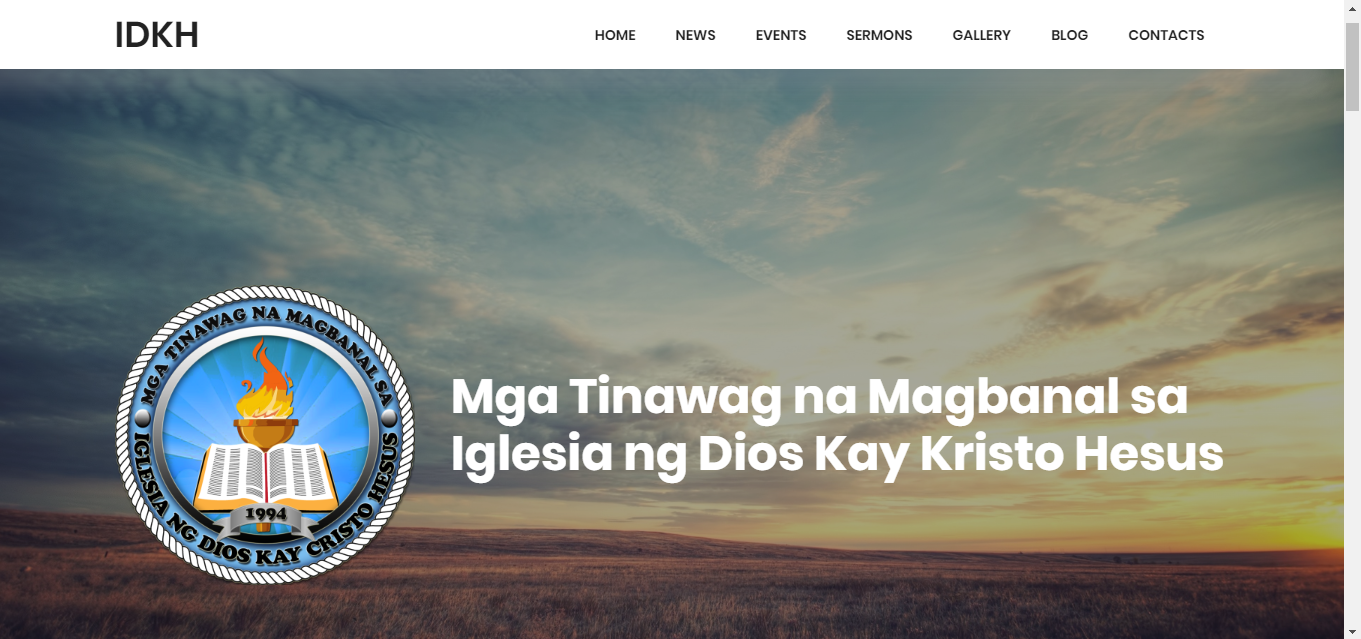 IDKH
HOME NEWS EVENTS SERMONS GALLERY BLOG CONTACTS
MGA TINAWAG NA MAGBANAL SA
IGLESIA NG DIOS KAY CRISTO HESUS
1994
Mga Tinawag na Magbanal sa
Iglesia ng Dios Kay Kristo Hesus